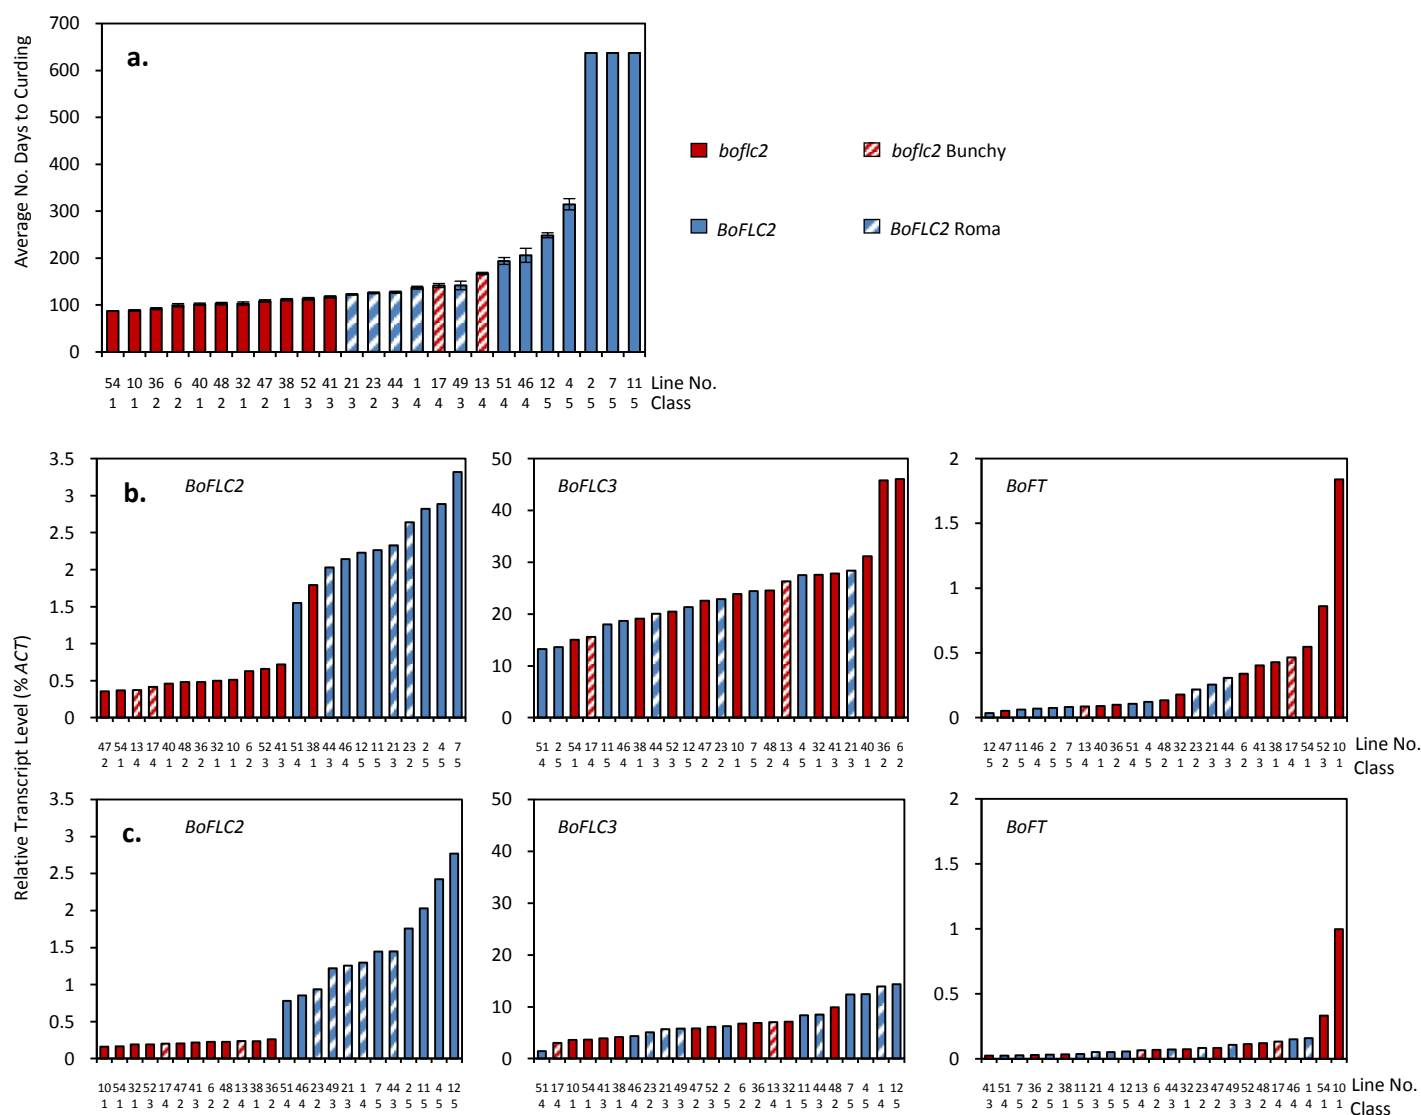 a.
Average No. Days to Curding
700
600
500
400
300
200
100
0
54 10 36 6 40 48 32 47 38 52 41 21 23 44 1 17 49 13 51 46 12 4 2 7 11 Line No.
1 1 2 2 1 2 1 2 1 3 3 3 2 3 4 4 3 4 4 4 5 5 5 5 5 Class
boflc2
boflc2 Bunchy
BoFLC2
BoFLC2 Roma
Relative Transcript Level (% ACT)
b.
BoFLC2
3.5
3
2.5
2
1.5
1
0.5
0
47 54 13 17 40 48 36 32 10 6 52 41 51 38 44 46 12 11 21 23 2 4 7
2 1 4 4 1 2 2 1 1 2 3 3 4 1 3 4 5 5 3 2 5 5 5
BoFLC3
50
40
30
20
10
0
51 2 54 17 11 46 38 44 52 12 47 23 10 7 48 13 4 32 41 21 40 36 6
4 5 1 4 5 4 1 3 3 5 2 2 1 5 2 4 5 1 3 3 1 2 2
BoFT
2
1.5
1
0.5
0
12 47 11 46 2 7 13 40 36 51 4 48 32 23 21 44 6 41 38 17 54 52 10 Line No.
5 2 5 4 5 5 4 1 2 4 5 2 1 2 3 3 2 3 1 4 1 3 1 Class
c.
BoFLC2
3.5
3
2.5
2
1.5
1
0.5
0
10 54 32 52 17 47 41 6 48 13 38 36 51 46 23 49 21 1 7 44 2 11 4 12
1 1 1 3 4 2 3 2 2 4 1 2 4 4 2 3 3 4 5 3 5 5 5 5
BoFLC3
50
40
30
20
10
0
51 17 10 54 41 38 46 23 21 49 47 52 2 6 36 13 32 11 44 48 7 4 1 12
4 4 1 1 3 1 4 2 3 3 2 3 5 2 2 4 1 5 3 2 5 5 4 5
BoFT
2
1.5
1
0.5
0
41 51 7 36 2 38 11 21 4 12 13 6 44 32 23 47 49 52 48 17 46 1 54 10 Line No.
3 4 5 2 5 1 5 3 5 5 4 2 3 1 2 2 3 3 2 4 4 4 1 1 Class